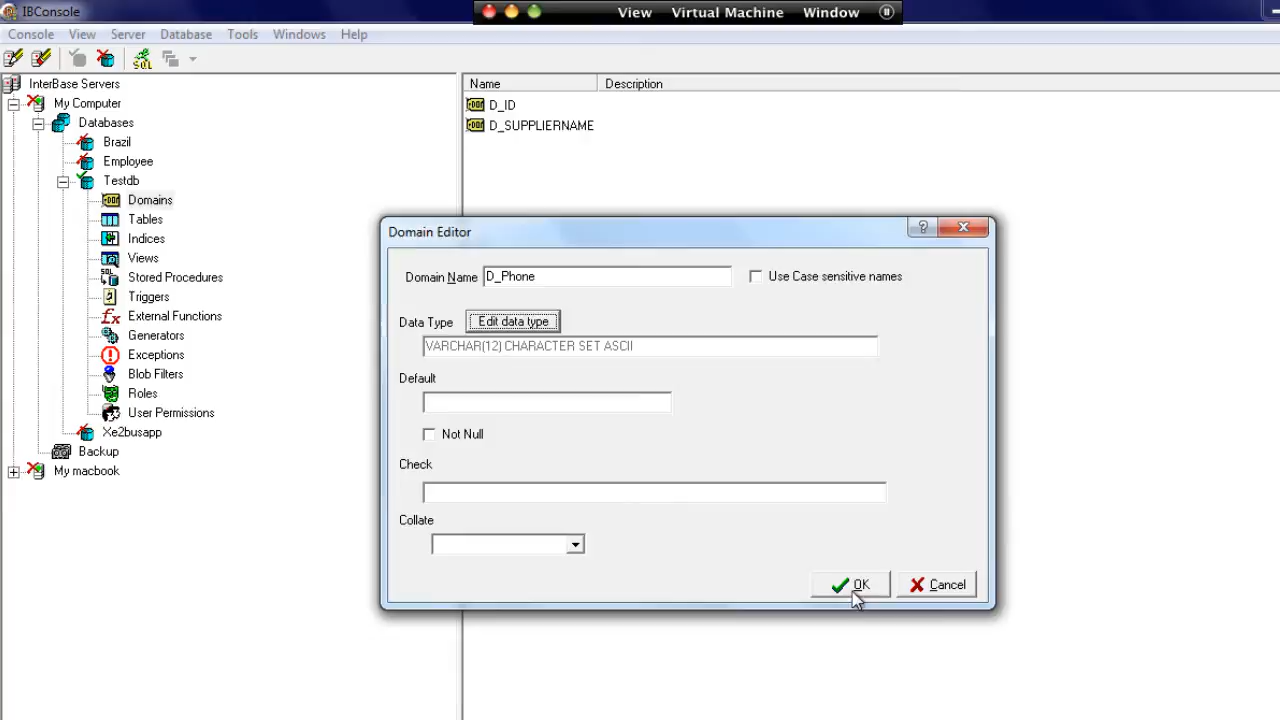 IBConsole
View Virtual Machine Window
Console View Server Database Tools Windows Help
SQL
InterBase Servers
My Computer
Databases
Brazil
Employee
Testdb
Domains
Tables
Indices
Views
Stored Procedures
Triggers
External Functions
Generators
Exceptions
Blob Filters
Roles
User Permissions
Xe2busapp
Backup
My macbook
Name Description
D_ID
D_SUPPLIERNAME
Domain Editor
Domain Name D_Phone Use Case sensitive names
Data Type Edit data type
VARCHAR(12) CHARACTER SET ASCII
Default
Not Null
Check
Collate
OK Cancel